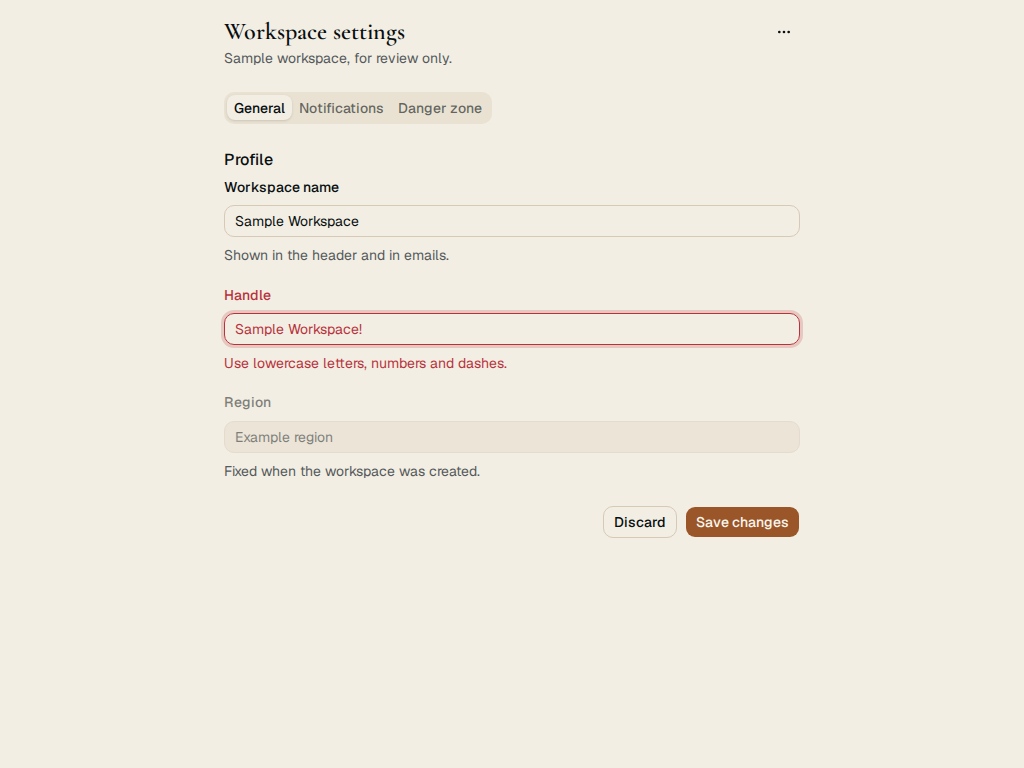 Workspace settings
Sample workspace, for review only.
General Notifications Danger zone
Profile
Workspace name
Sample Workspace
Shown in the header and in emails.
Handle
Sample Workspace!
Use lowercase letters, numbers and dashes.
Region
Example region
Fixed when the workspace was created.
Discard Save changes